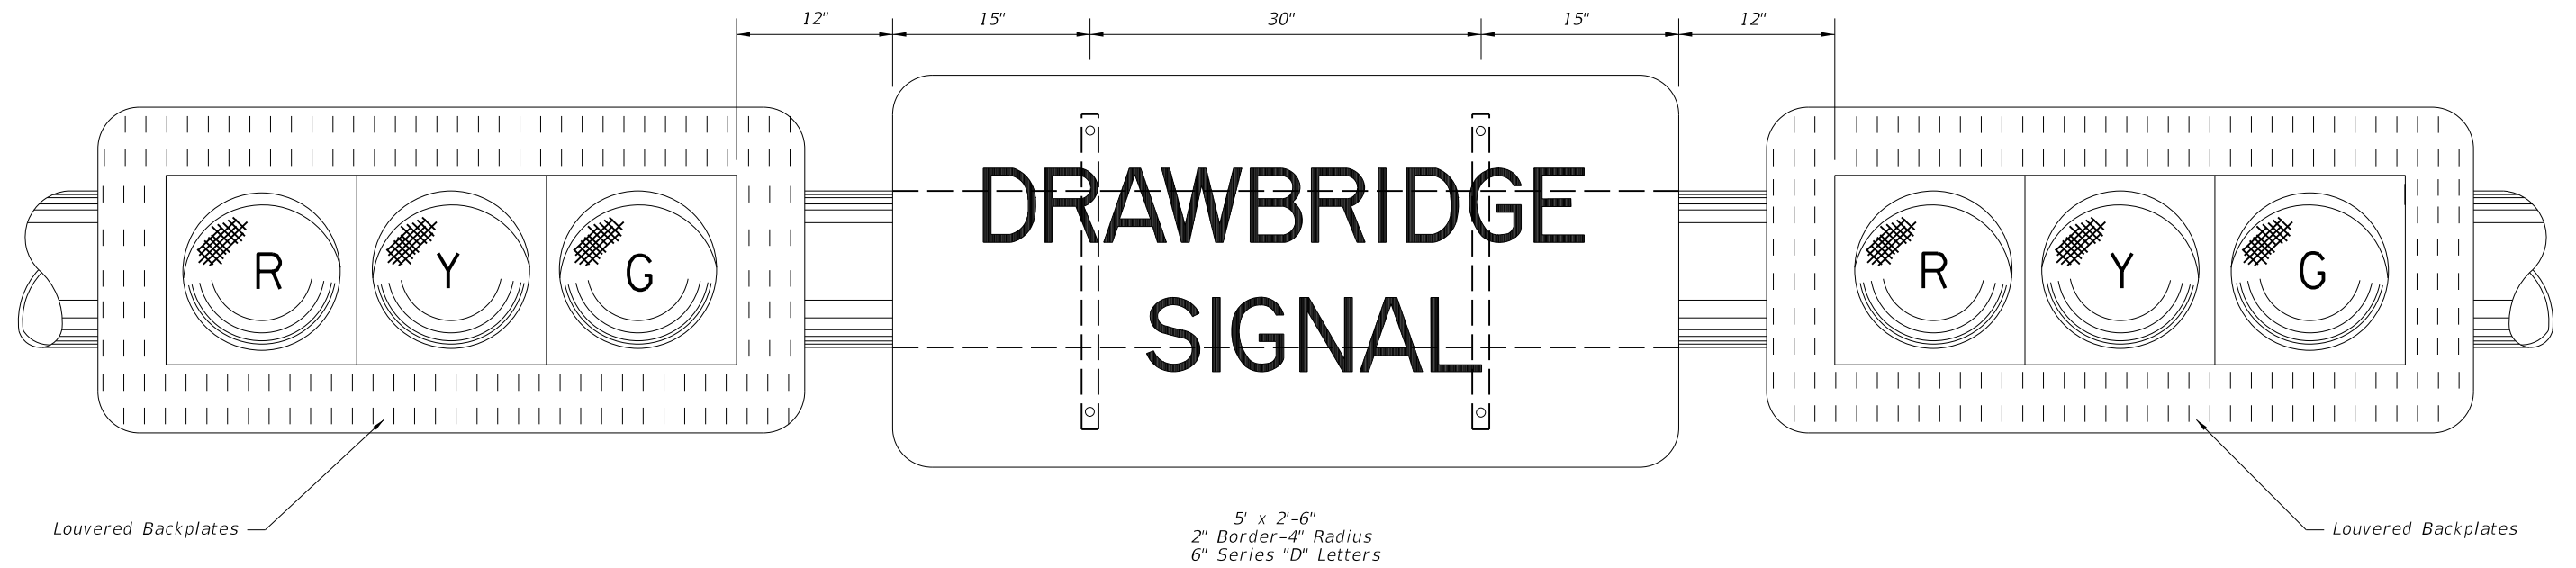 12" 15" 30" 15" 12"
DRAWBRIDGE
SIGNAL
R Y G
R Y G
Louvered Backplates
5' x 2'-6"
2" Border-4" Radius
6" Series "D" Letters
Louvered Backplates